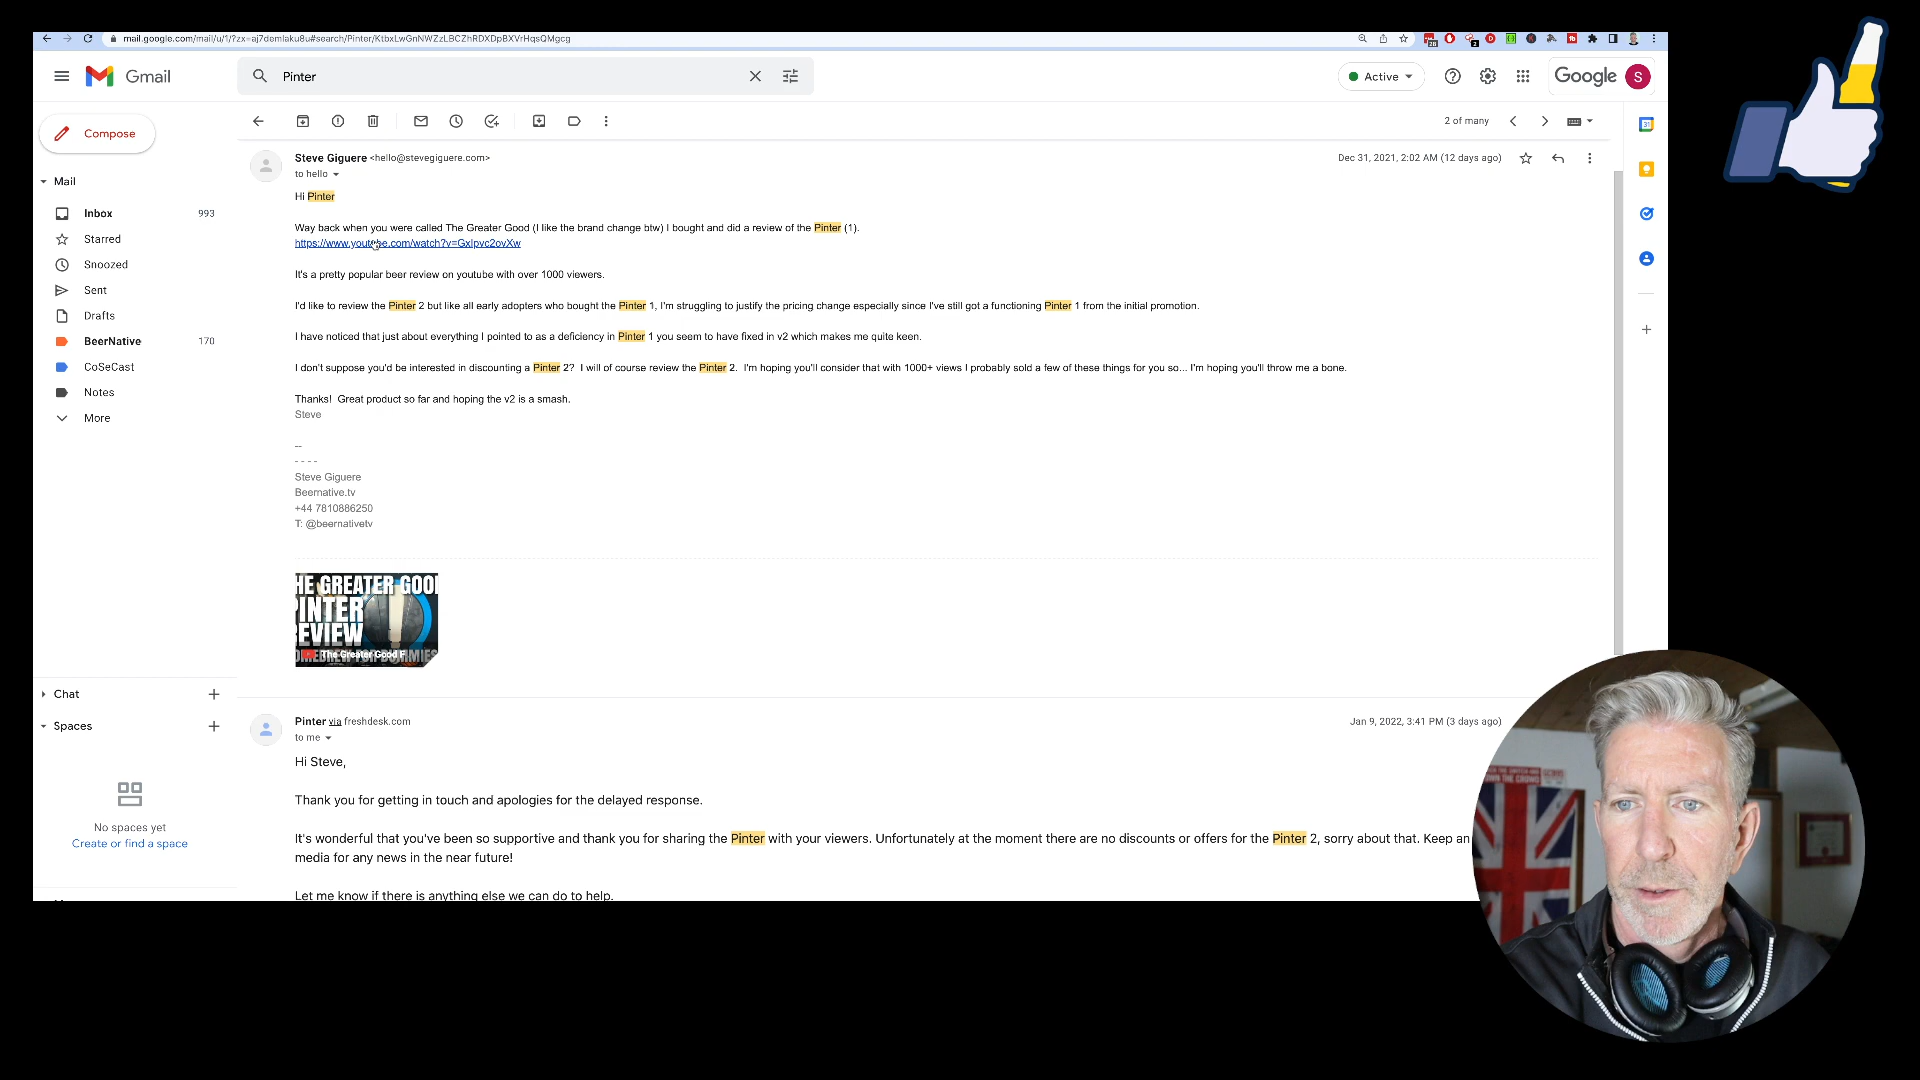 mail.google.com/mail/u/1/?zx=aj7demlaku8u#search/Pinter/KtbxLwGnNWZzLBCZhRDXDpBXVrHqsQMgcg
Gmail
Pinter
Active
Google
S
Compose
2 of many
31
Mail
Inbox 993
Starred
Snoozed
Sent
Drafts
BeerNative 170
CoSeCast
Notes
More
Chat
Spaces
No spaces yet
Create or find a space
Steve Giguere <hello@stevegiguere.com>
Dec 31, 2021, 2:02 AM (12 days ago)
to hello
Hi Pinter
Way back when you were called The Greater Good (I like the brand change btw) I bought and did a review of the Pinter (1).
https://www.youtube.com/watch?v=GxIpvc2ovXw
It's a pretty popular beer review on youtube with over 1000 viewers.
I'd like to review the Pinter 2 but like all early adopters who bought the Pinter 1, I'm struggling to justify the pricing change especially since I've still got a functioning Pinter 1 from the initial promotion.
I have noticed that just about everything I pointed to as a deficiency in Pinter 1 you seem to have fixed in v2 which makes me quite keen.
I don't suppose you'd be interested in discounting a Pinter 2?  I will of course review the Pinter 2.  I'm hoping you'll consider that with 1000+ views I probably sold a few of these things for you so... I'm hoping you'll throw me a bone.
Thanks!  Great product so far and hoping the v2 is a smash.
Steve
--
- - - -
Steve Giguere
Beernative.tv
+44 7810886250
T: @beernativetv
HE GREATER GOOD
PINTER
REVIEW
The Greater Good F
HOMEBREW FOR DUMMIES
Pinter via freshdesk.com
Jan 9, 2022, 3:41 PM (3 days ago)
to me
Hi Steve,
Thank you for getting in touch and apologies for the delayed response.
It's wonderful that you've been so supportive and thank you for sharing the Pinter with your viewers. Unfortunately at the moment there are no discounts or offers for the Pinter 2, sorry about that. Keep an
media for any news in the near future!
Let me know if there is anything else we can do to help.